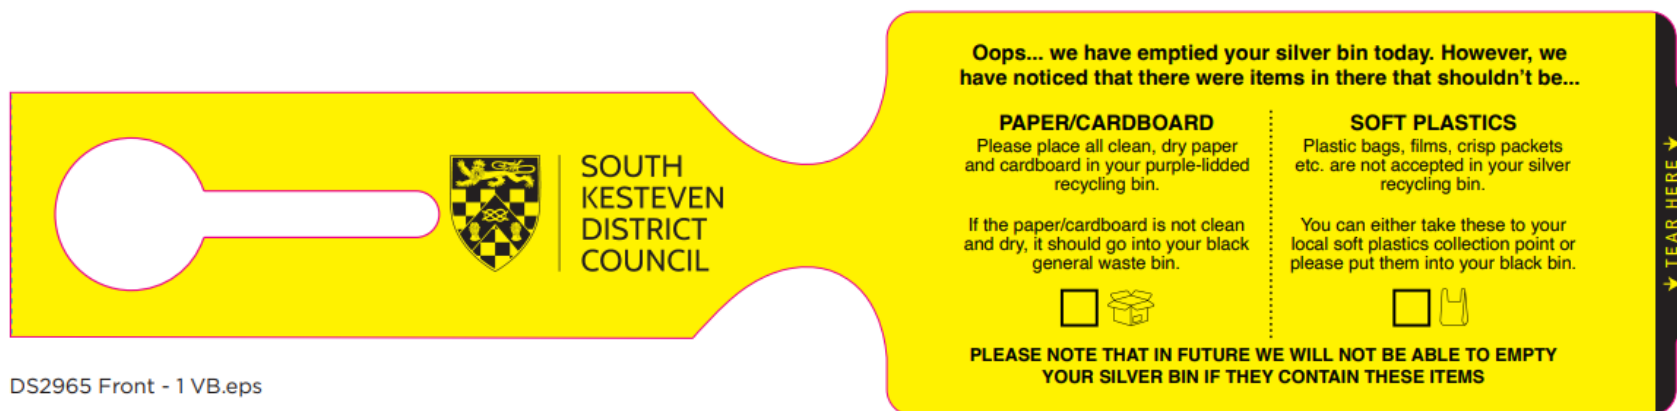 SOUTH
KESTEVEN
DISTRICT
COUNCIL
Oops... we have emptied your silver bin today. However, we
have noticed that there were items in there that shouldn't be...
PAPER/CARDBOARD
Please place all clean, dry paper
and cardboard in your purple-lidded
recycling bin.
If the paper/cardboard is not clean
and dry, it should go into your black
general waste bin.
SOFT PLASTICS
Plastic bags, films, crisp packets
etc. are not accepted in your silver
recycling bin.
You can either take these to your
local soft plastics collection point or
please put them into your black bin.
PLEASE NOTE THAT IN FUTURE WE WILL NOT BE ABLE TO EMPTY
YOUR SILVER BIN IF THEY CONTAIN THESE ITEMS
TEAR HERE
DS2965 Front - 1 VB.eps